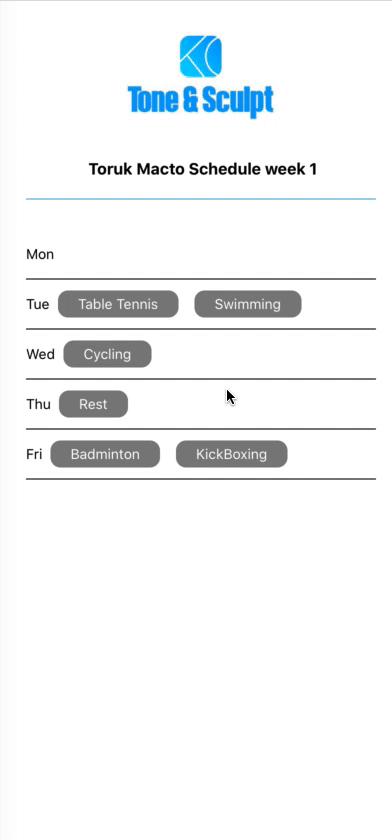 Tone & Sculpt
Toruk Macto Schedule week 1
Mon
Tue Table Tennis Swimming
Wed Cycling
Thu Rest
Fri Badminton KickBoxing